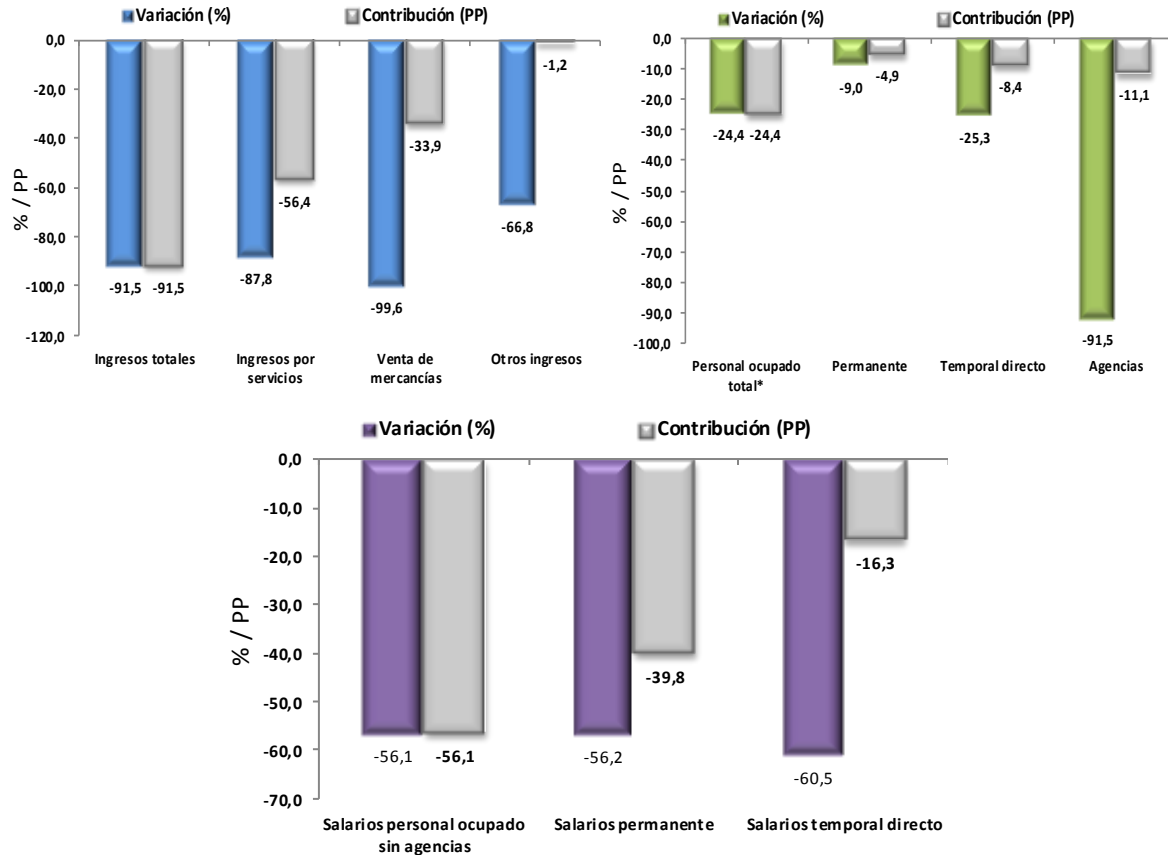 Variación (%) Contribución (PP)
0,0
-20,0
-40,0
-60,0
-80,0
-100,0
-120,0
% / PP
-91,5 -91,5
-87,8
-56,4
-99,6
-33,9
-66,8
-1,2
Ingresos totales
Ingresos por
servicios
Venta de
mercancías
Otros ingresos
Variación (%) Contribución (PP)
0,0
-10,0
-20,0
-30,0
-40,0
-50,0
-60,0
-70,0
-80,0
-90,0
-100,0
% / PP
-24,4 -24,4
-9,0
-4,9
-25,3
-8,4
-91,5
-11,1
Personal ocupado
total*
Permanente
Temporal directo
Agencias
Variación (%) Contribución (PP)
0,0
-10,0
-20,0
-30,0
-40,0
-50,0
-60,0
-70,0
% / PP
-56,1 -56,1
-56,2
-39,8
-60,5
-16,3
Salarios personal ocupado
sin agencias
Salarios permanente
Salarios temporal directo